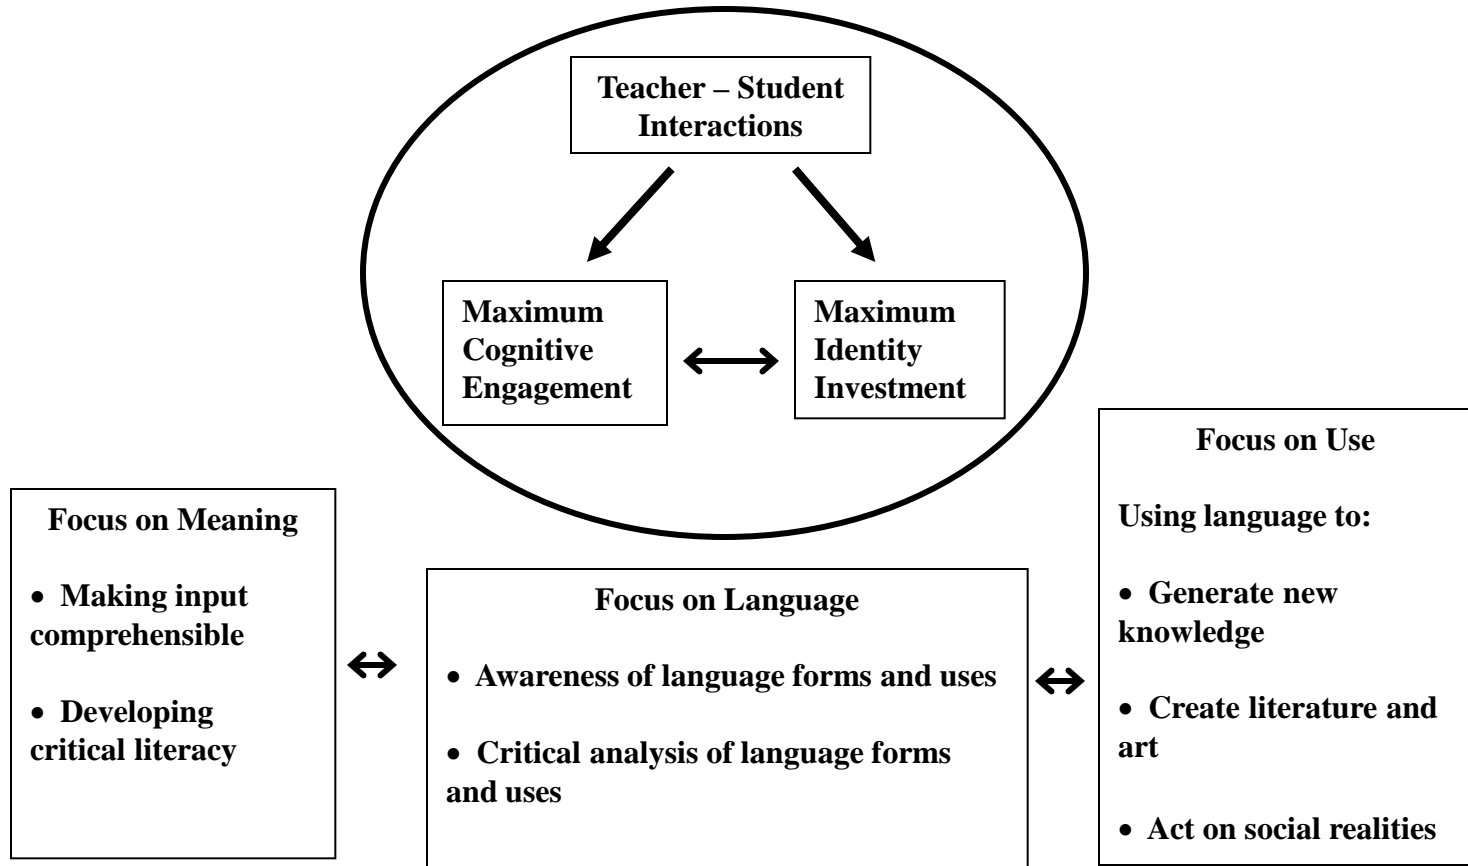 Teacher – Student
Interactions
Maximum
Cognitive
Engagement
Maximum
Identity
Investment
Focus on Meaning
• Making input
comprehensible
• Developing
critical literacy
Focus on Language
• Awareness of language forms and uses
• Critical analysis of language forms
and uses
Focus on Use
Using language to:
• Generate new
knowledge
• Create literature and
art
• Act on social realities